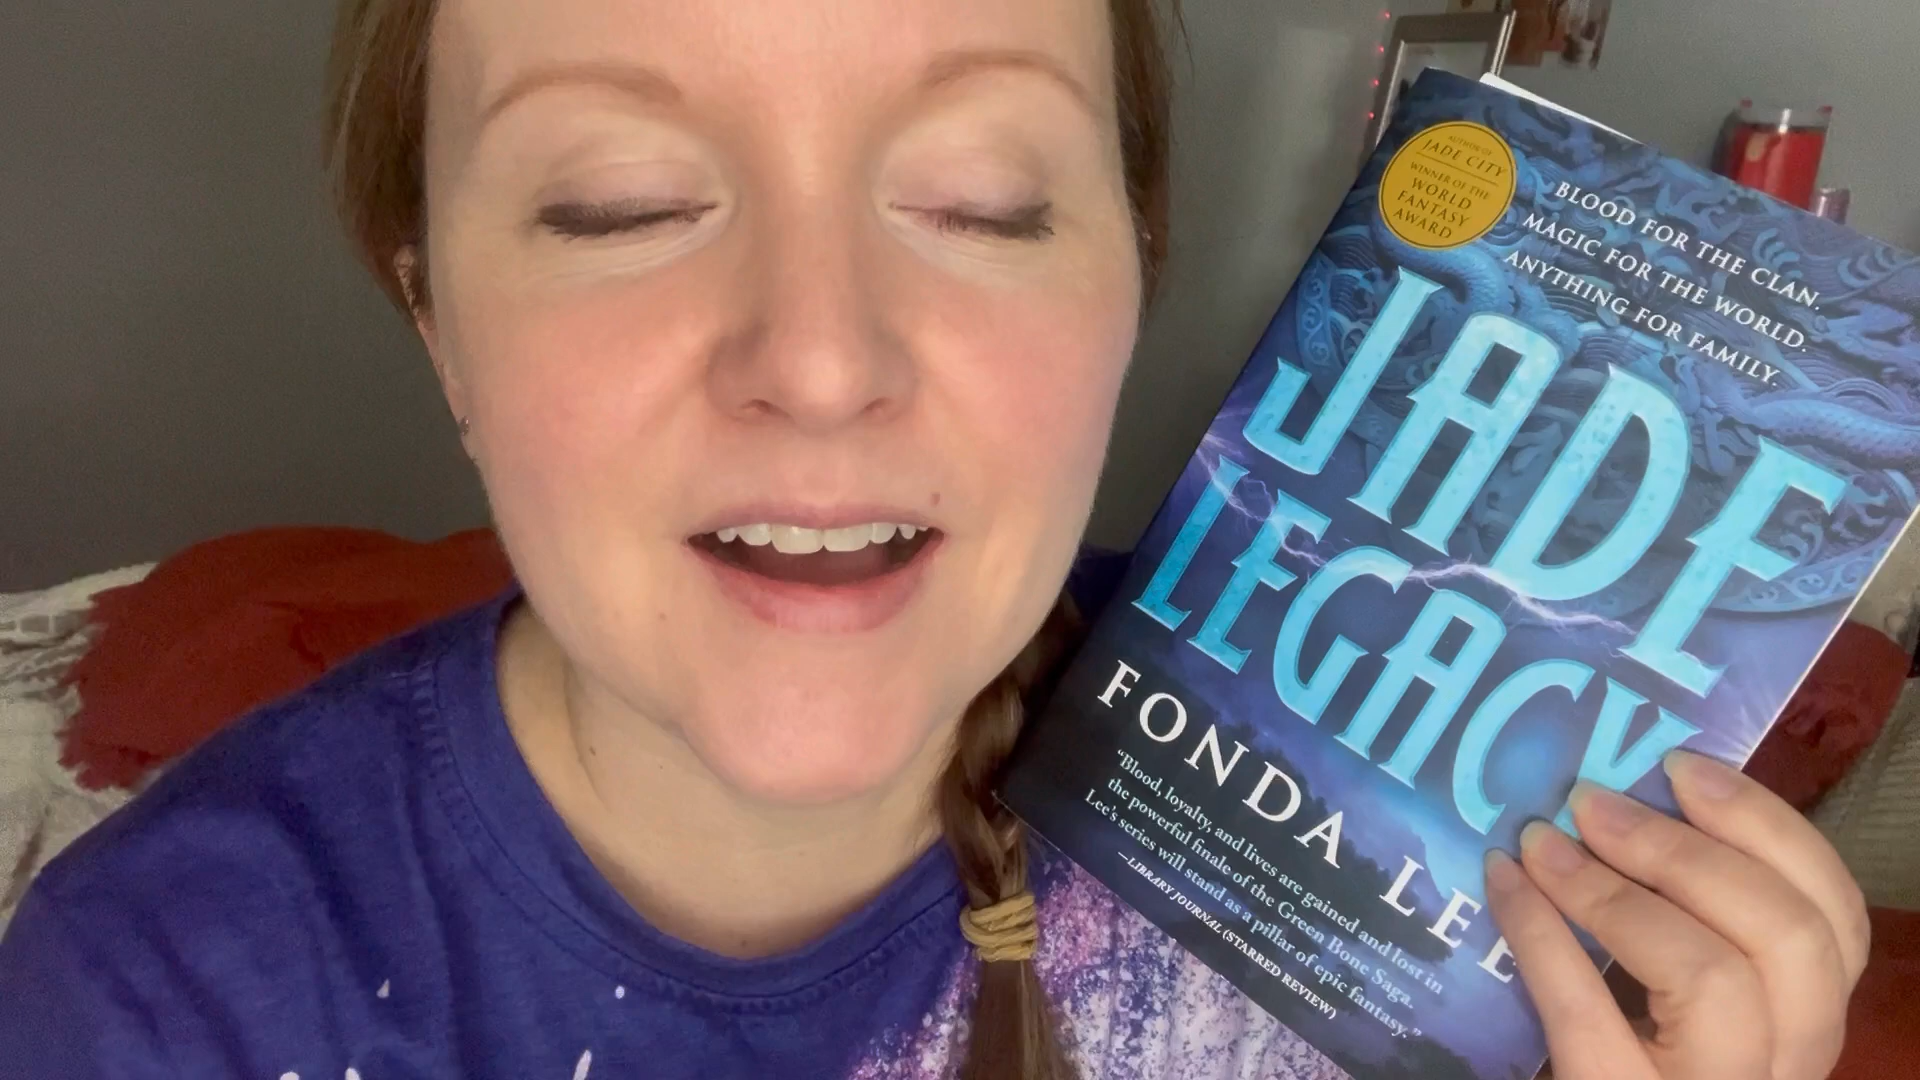 AUTHOR OF
JADE CITY
WINNER OF THE
WORLD
FANTASY
AWARD
BLOOD FOR THE CLAN.
MAGIC FOR THE WORLD.
ANYTHING FOR FAMILY.
JADE
LEGACY
FONDA LEE
“Blood, loyalty, and lives are gained and lost in
the powerful finale of the Green Bone Saga.
Lee's series will stand as a pillar of epic fantasy.”
—LIBRARY JOURNAL (STARRED REVIEW)